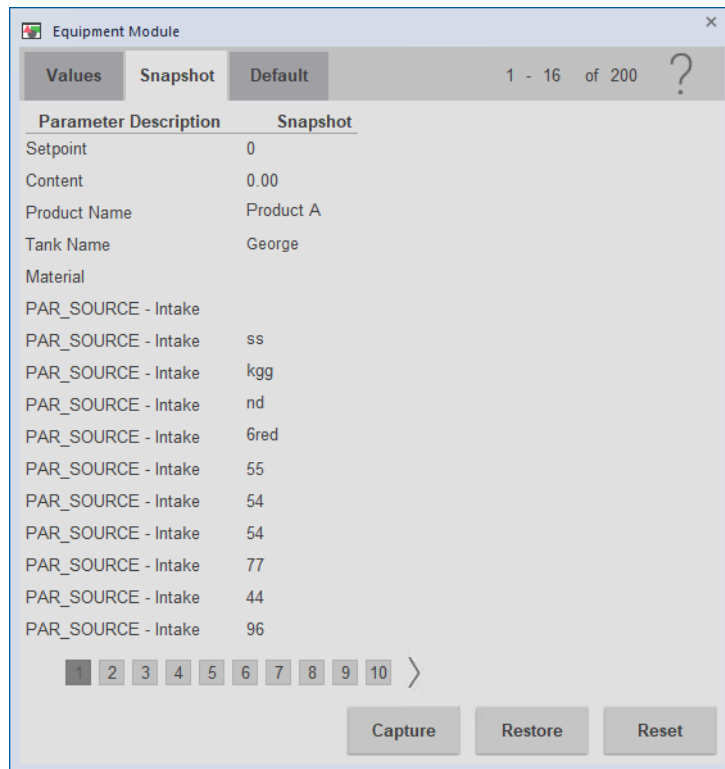 Equipment Module ×
Values Snapshot Default 1 - 16 of 200 ?
Parameter Description Snapshot
Setpoint 0
Content 0.00
Product Name Product A
Tank Name George
Material
PAR_SOURCE - Intake
PAR_SOURCE - Intake ss
PAR_SOURCE - Intake kgg
PAR_SOURCE - Intake nd
PAR_SOURCE - Intake 6red
PAR_SOURCE - Intake 55
PAR_SOURCE - Intake 54
PAR_SOURCE - Intake 54
PAR_SOURCE - Intake 77
PAR_SOURCE - Intake 44
PAR_SOURCE - Intake 96
1 2 3 4 5 6 7 8 9 10
Capture Restore Reset